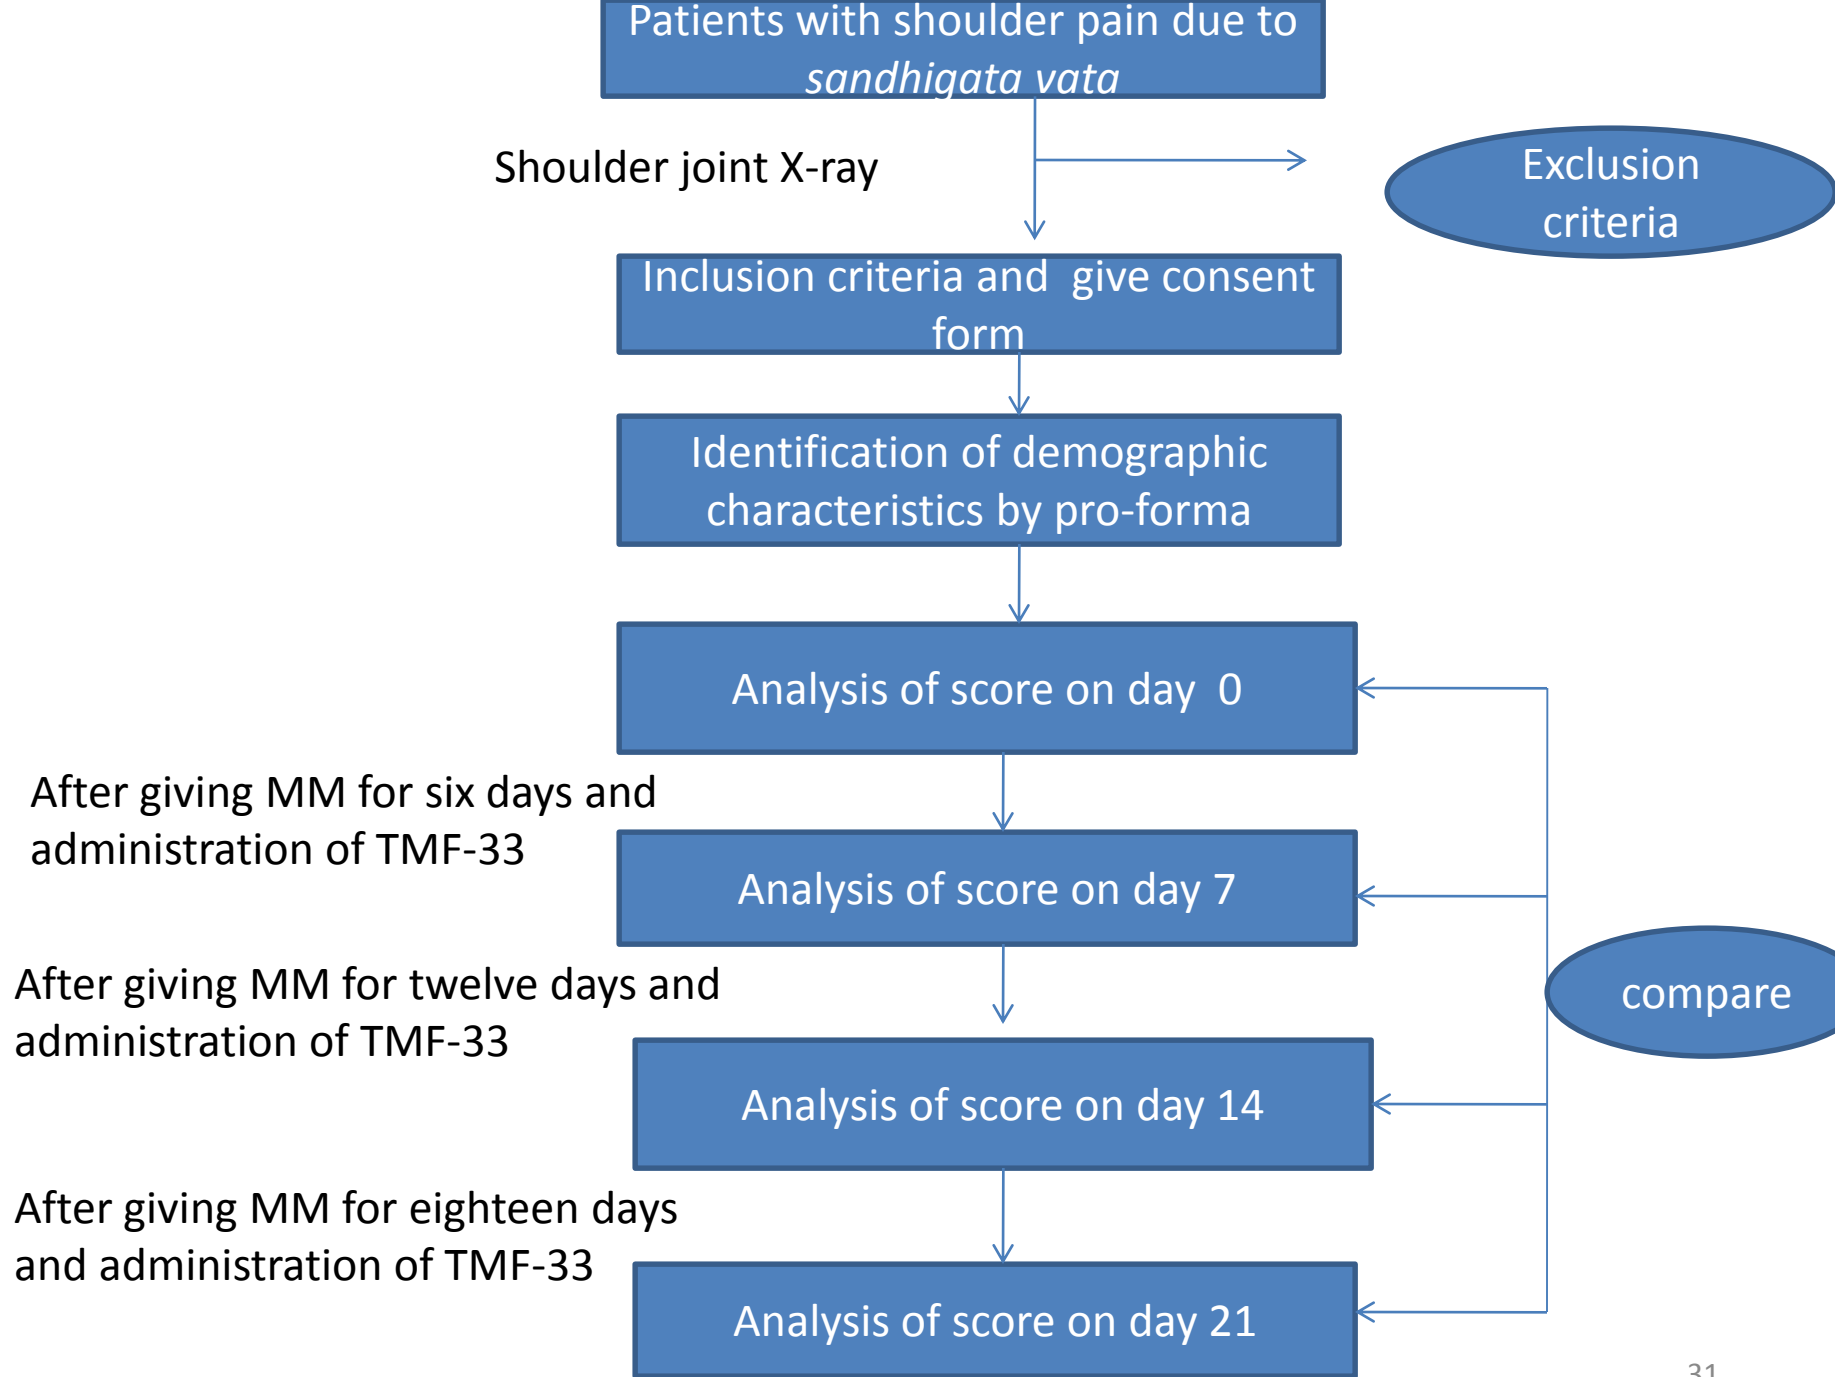 Patients with shoulder pain due to
sandhigata vata
Shoulder joint X-ray
Exclusion
criteria
Inclusion criteria and  give consent
form
Identification of demographic
characteristics by pro-forma
Analysis of score on day  0
After giving MM for six days and
administration of TMF-33
Analysis of score on day 7
After giving MM for twelve days and
administration of TMF-33
compare
Analysis of score on day 14
After giving MM for eighteen days
and administration of TMF-33
Analysis of score on day 21
31